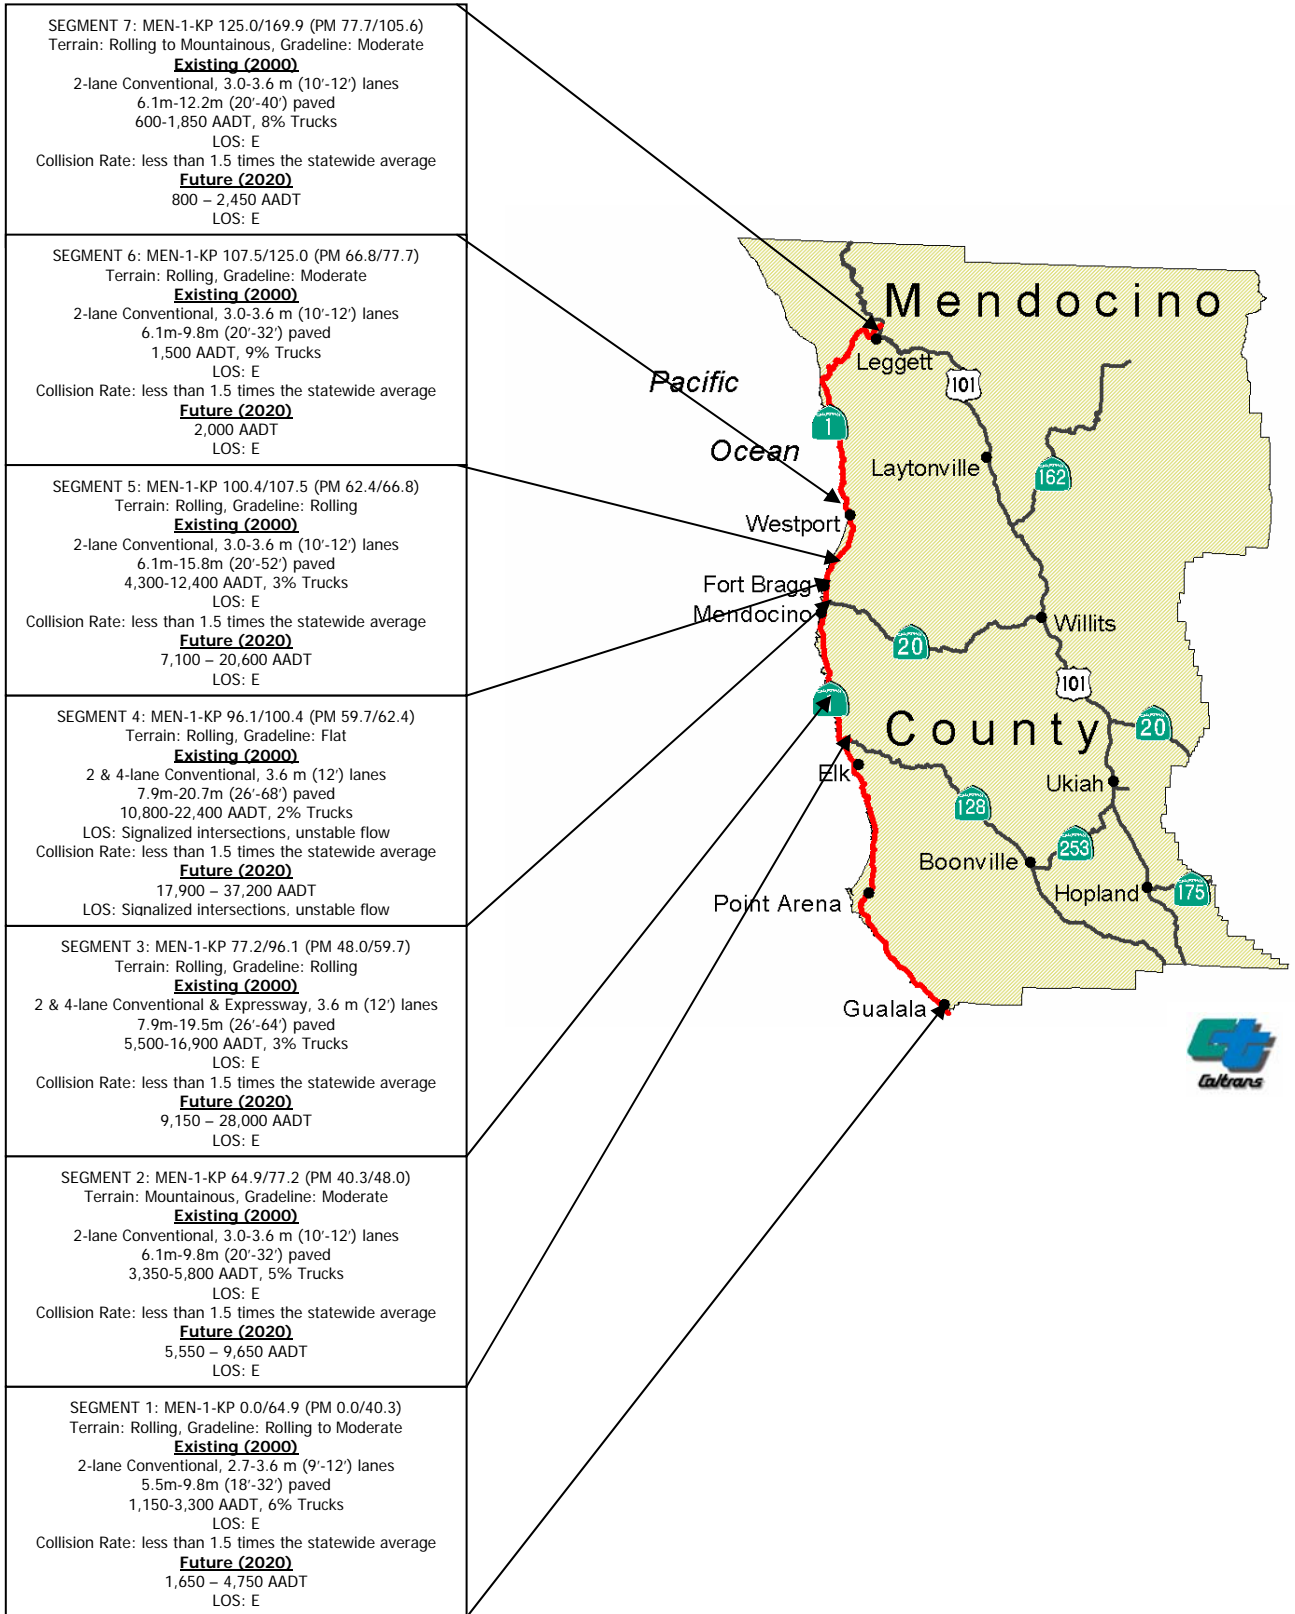 SEGMENT 7: MEN-1-KP 125.0/169.9 (PM 77.7/105.6)
Terrain: Rolling to Mountainous, Gradeline: Moderate
Existing (2000)
2-lane Conventional, 3.0-3.6 m (10'-12') lanes
6.1m-12.2m (20'-40') paved
600-1,850 AADT, 8% Trucks
LOS: E
Collision Rate: less than 1.5 times the statewide average
Future (2020)
800 – 2,450 AADT
LOS: E
SEGMENT 6: MEN-1-KP 107.5/125.0 (PM 66.8/77.7)
Terrain: Rolling, Gradeline: Moderate
Existing (2000)
2-lane Conventional, 3.0-3.6 m (10'-12') lanes
6.1m-9.8m (20'-32') paved
1,500 AADT, 9% Trucks
LOS: E
Collision Rate: less than 1.5 times the statewide average
Future (2020)
2,000 AADT
LOS: E
SEGMENT 5: MEN-1-KP 100.4/107.5 (PM 62.4/66.8)
Terrain: Rolling, Gradeline: Rolling
Existing (2000)
2-lane Conventional, 3.0-3.6 m (10'-12') lanes
6.1m-15.8m (20'-52') paved
4,300-12,400 AADT, 3% Trucks
LOS: E
Collision Rate: less than 1.5 times the statewide average
Future (2020)
7,100 – 20,600 AADT
LOS: E
SEGMENT 4: MEN-1-KP 96.1/100.4 (PM 59.7/62.4)
Terrain: Rolling, Gradeline: Flat
Existing (2000)
2 & 4-lane Conventional, 3.6 m (12') lanes
7.9m-20.7m (26'-68') paved
10,800-22,400 AADT, 2% Trucks
LOS: Signalized intersections, unstable flow
Collision Rate: less than 1.5 times the statewide average
Future (2020)
17,900 – 37,200 AADT
LOS: Signalized intersections, unstable flow
SEGMENT 3: MEN-1-KP 77.2/96.1 (PM 48.0/59.7)
Terrain: Rolling, Gradeline: Rolling
Existing (2000)
2 & 4-lane Conventional & Expressway, 3.6 m (12') lanes
7.9m-19.5m (26'-64') paved
5,500-16,900 AADT, 3% Trucks
LOS: E
Collision Rate: less than 1.5 times the statewide average
Future (2020)
9,150 – 28,000 AADT
LOS: E
SEGMENT 2: MEN-1-KP 64.9/77.2 (PM 40.3/48.0)
Terrain: Mountainous, Gradeline: Moderate
Existing (2000)
2-lane Conventional, 3.0-3.6 m (10'-12') lanes
6.1m-9.8m (20'-32') paved
3,350-5,800 AADT, 5% Trucks
LOS: E
Collision Rate: less than 1.5 times the statewide average
Future (2020)
5,550 – 9,650 AADT
LOS: E
SEGMENT 1: MEN-1-KP 0.0/64.9 (PM 0.0/40.3)
Terrain: Rolling, Gradeline: Rolling to Moderate
Existing (2000)
2-lane Conventional, 2.7-3.6 m (9'-12') lanes
5.5m-9.8m (18'-32') paved
1,150-3,300 AADT, 6% Trucks
LOS: E
Collision Rate: less than 1.5 times the statewide average
Future (2020)
1,650 – 4,750 AADT
LOS: E
Mendocino
Leggett
101
Pacific
1
Ocean
Laytonville
162
Westport
Fort Bragg
Mendocino
Willits
20
101
County
20
Elk
Ukiah
128
253
Boonville
Hopland
175
Point Arena
Gualala
Ct
Caltrans